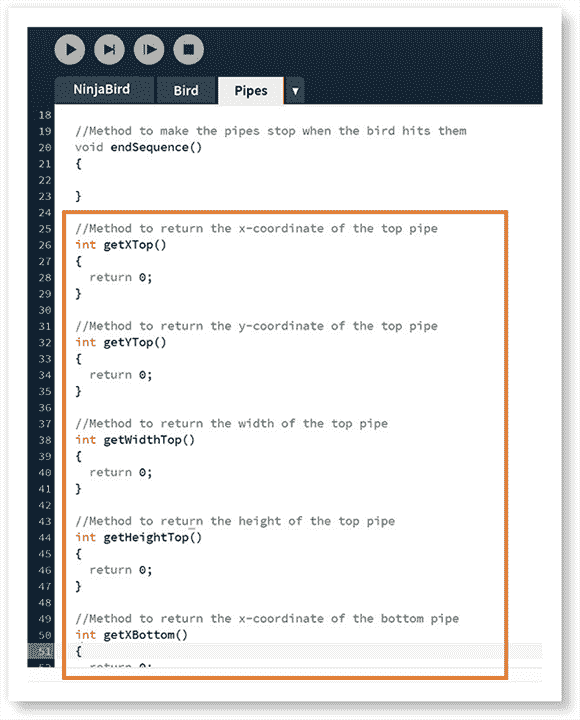 NinjaBird Bird Pipes
18
19 //Method to make the pipes stop when the bird hits them
20 void endSequence()
21 {
22
23 }
24
25 //Method to return the x-coordinate of the top pipe
26 int getXTop()
27 {
28 return 0;
29 }
30
31 //Method to return the y-coordinate of the top pipe
32 int getYTop()
33 {
34 return 0;
35 }
36
37 //Method to return the width of the top pipe
38 int getWidthTop()
39 {
40 return 0;
41 }
42
43 //Method to return the height of the top pipe
44 int getHeightTop()
45 {
46 return 0;
47 }
48
49 //Method to return the x-coordinate of the bottom pipe
50 int getXBottom()
51 {
52 return 0;